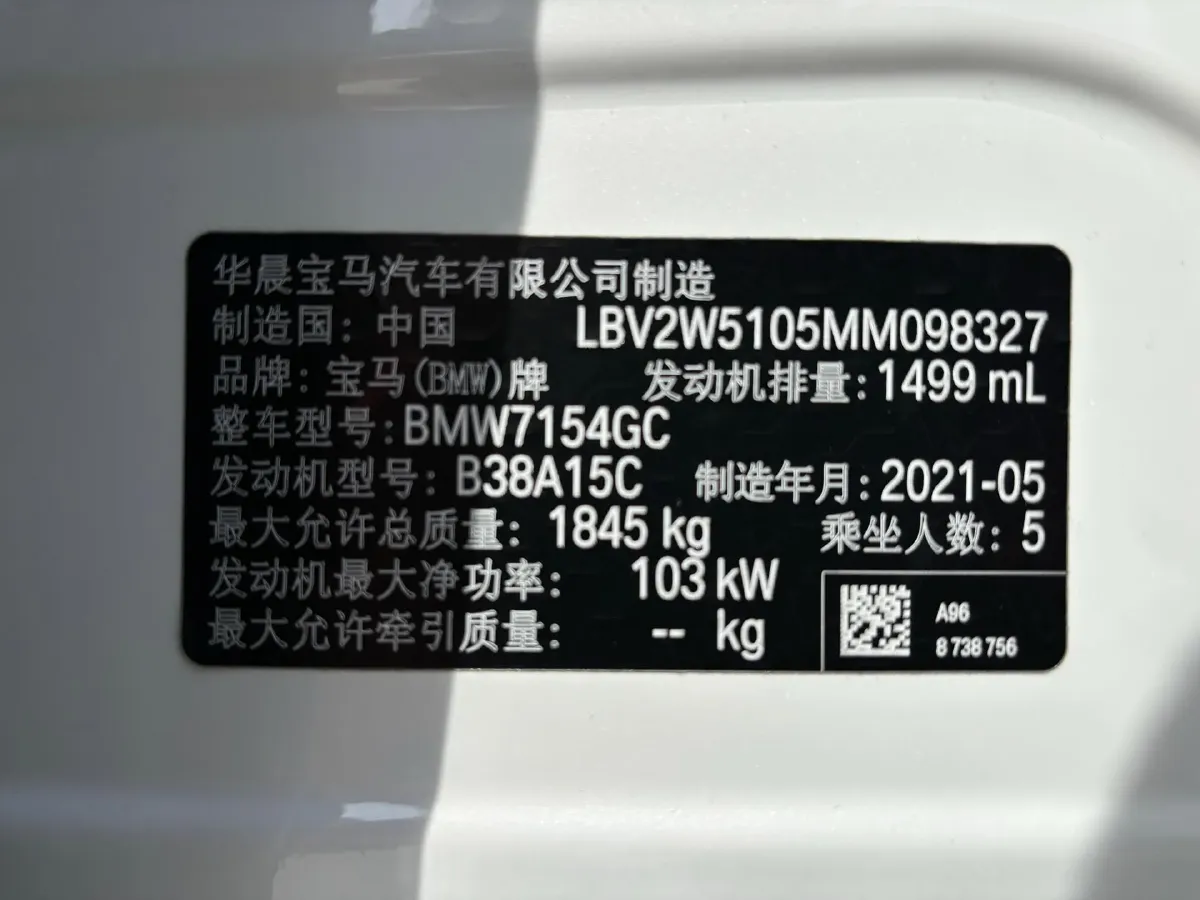 华晨宝马汽车有限公司制造
制造国：中国 LBV2W5105MM098327
品牌：宝马(BMW)牌 发动机排量：1499 mL
整车型号：BMW7154GC
发动机型号：B38A15C 制造年月：2021-05
最大允许总质量：1845 kg 乘坐人数：5
发动机最大净功率：103 kW
最大允许牵引质量：-- kg
A96
8 738 756